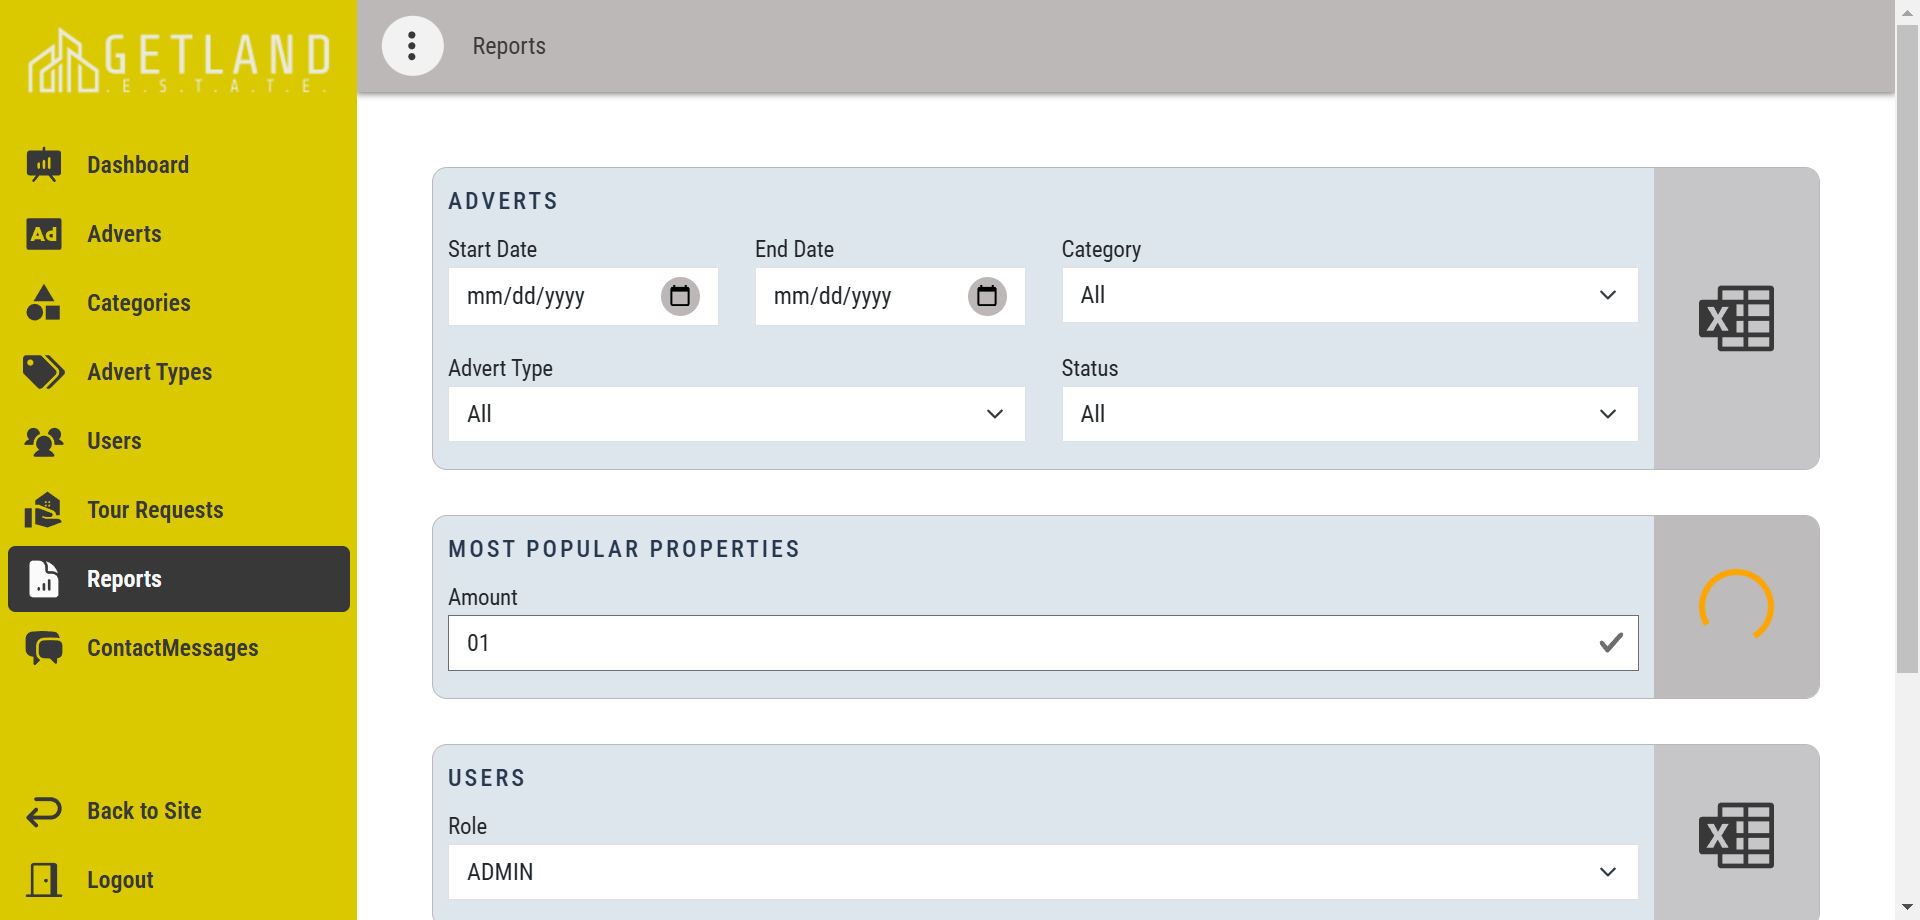 GETLAND
.E.S.T.A.T.E.
Reports
Dashboard
Ad Adverts
Categories
Advert Types
Users
Tour Requests
Reports
ContactMessages
Back to Site
Logout
ADVERTS
Start Date End Date Category
mm/dd/yyyy mm/dd/yyyy All
Advert Type Status
All All
X
MOST POPULAR PROPERTIES
Amount
01
USERS
Role
ADMIN
X